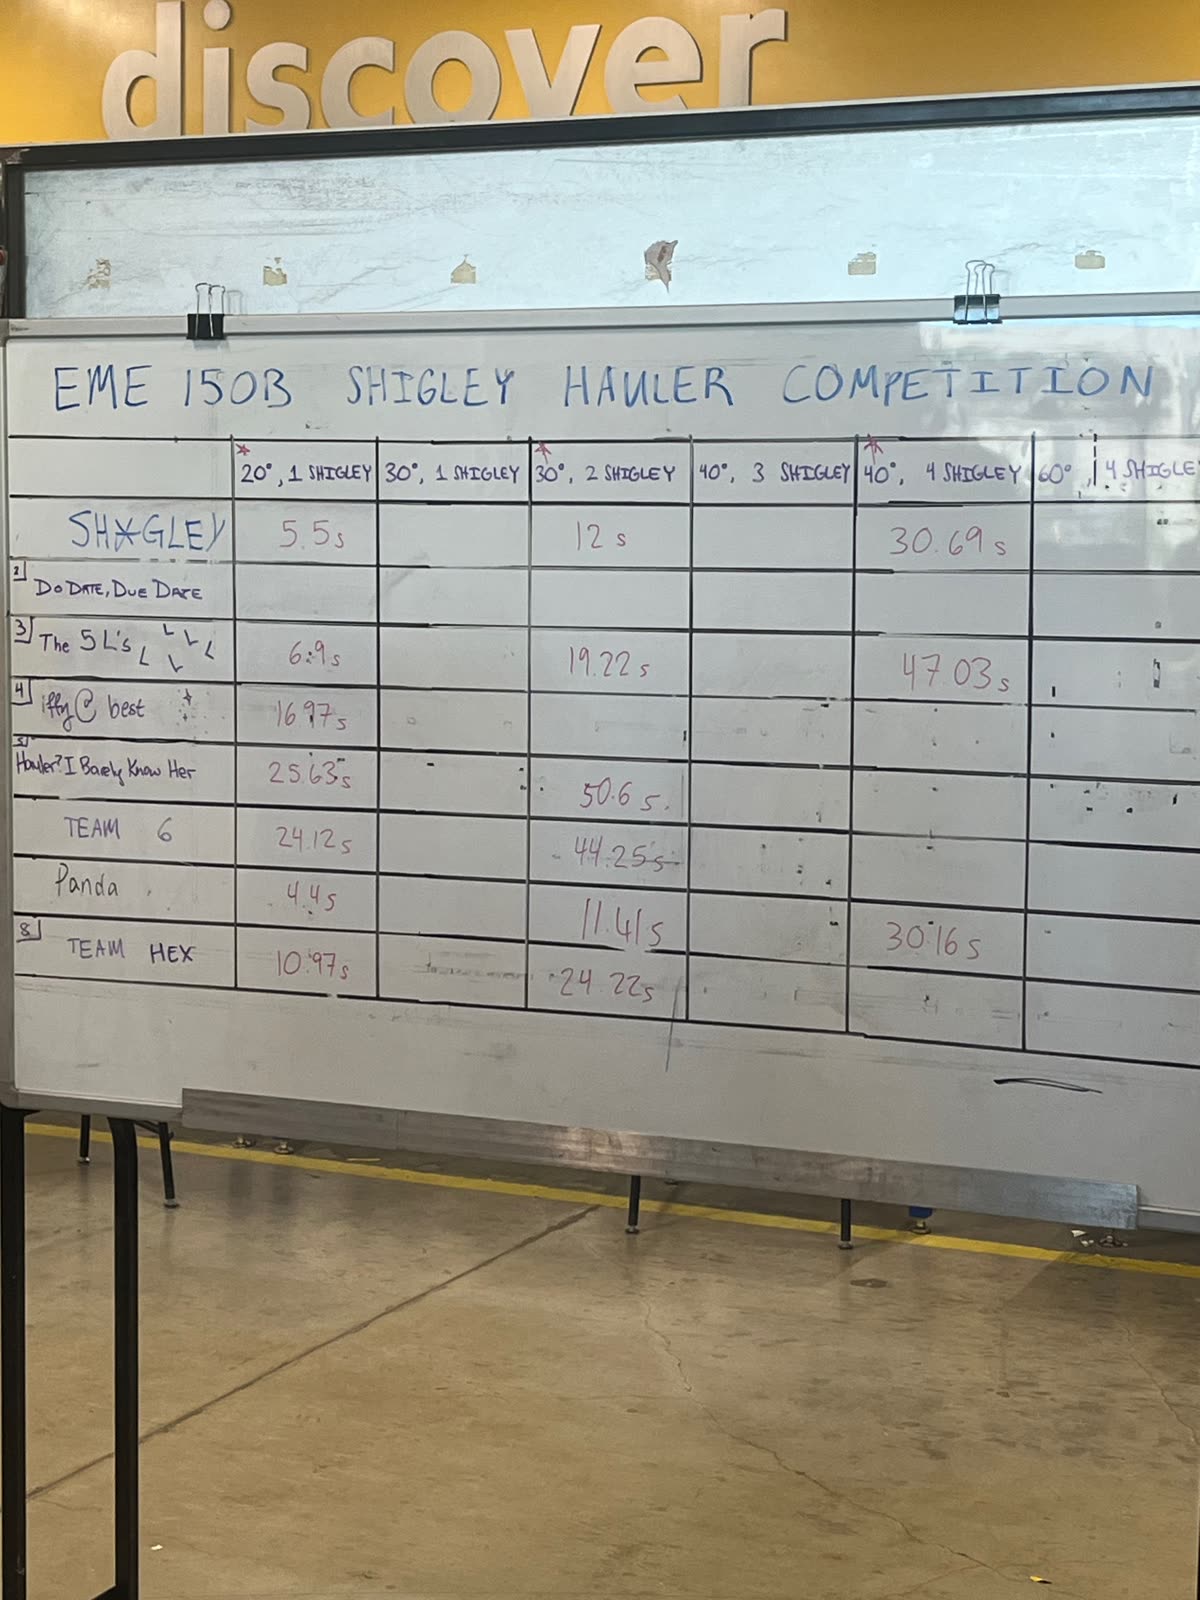 discover
EME 150B SHIGLEY HAULER COMPETITION
20°, 1 SHIGLEY 30°, 1 SHIGLEY 30°, 2 SHIGLEY 40°, 3 SHIGLEY 40°, 4 SHIGLEY 60°, 4 SHIGLE
SH*GLEY 5.5s 12 s 30.69 s
2 DO DATE, DUE DATE
3 The 5 L's L L L L L 6.9s 19.22 s 47.03s
4 iffy @ best 16.97s
5 Hauler? I Barely Know Her 25.63s 50.6 s.
TEAM 6 24.12s 44.25s
Panda 4.4s 11.41s 30.16s
8 TEAM HEX 10.97s 24.22s